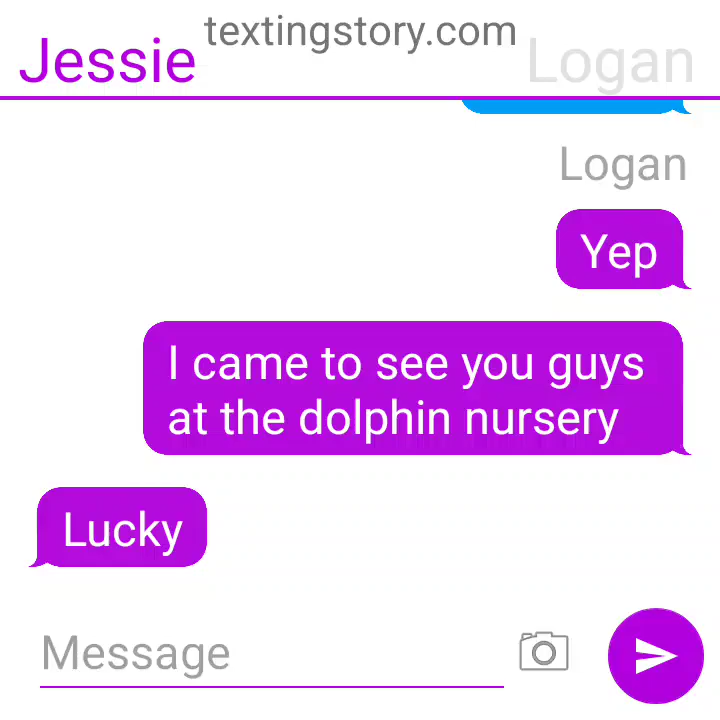 textingstory.com
Jessie
Logan
Logan
Yep
I came to see you guys
at the dolphin nursery
Lucky
Message